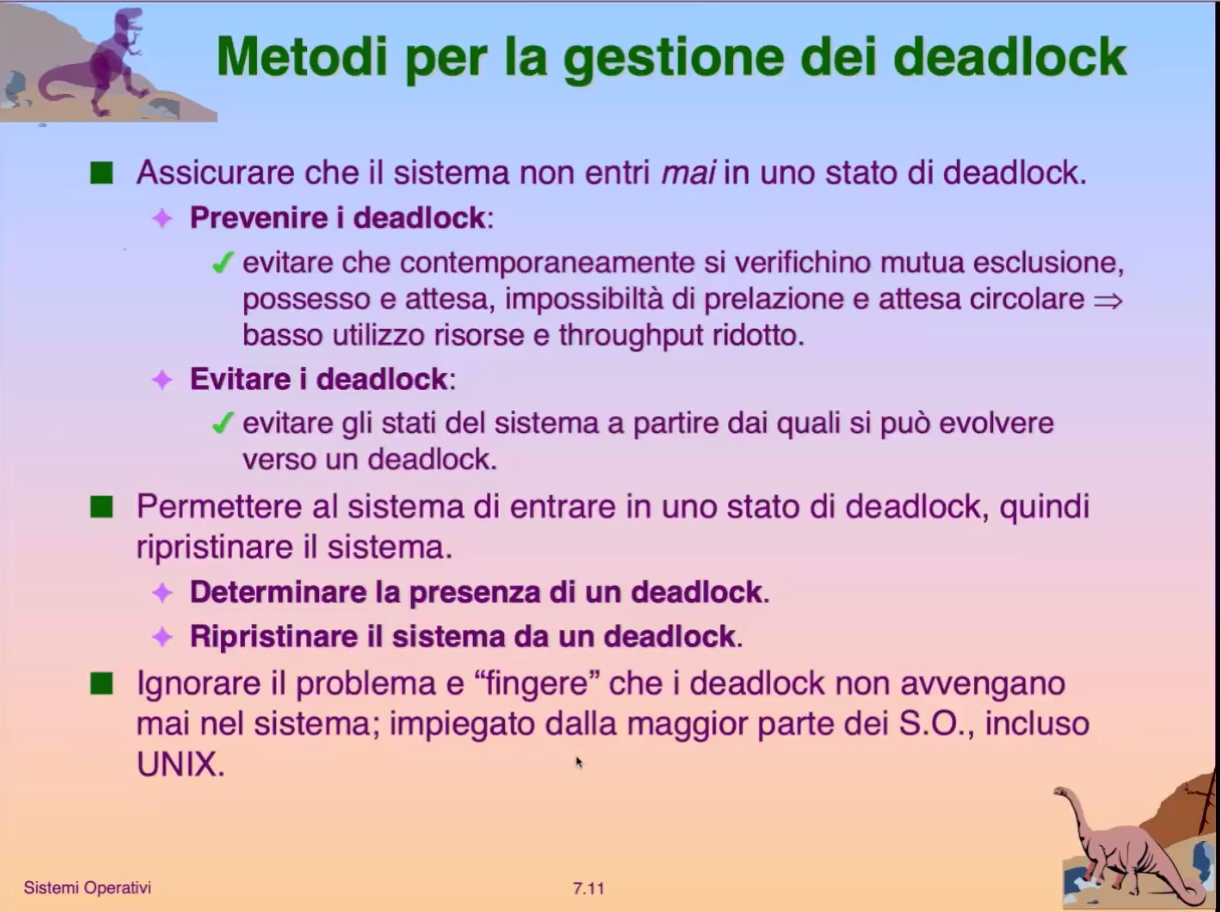 Metodi per la gestione dei deadlock
Assicurare che il sistema non entri mai in uno stato di deadlock.
Prevenire i deadlock:
evitare che contemporaneamente si verifichino mutua esclusione,
possesso e attesa, impossibiltà di prelazione e attesa circolare ⇒
basso utilizzo risorse e throughput ridotto.
Evitare i deadlock:
evitare gli stati del sistema a partire dai quali si può evolvere
verso un deadlock.
Permettere al sistema di entrare in uno stato di deadlock, quindi
ripristinare il sistema.
Determinare la presenza di un deadlock.
Ripristinare il sistema da un deadlock.
Ignorare il problema e “fingere” che i deadlock non avvengano
mai nel sistema; impiegato dalla maggior parte dei S.O., incluso
UNIX.
Sistemi Operativi
7.11